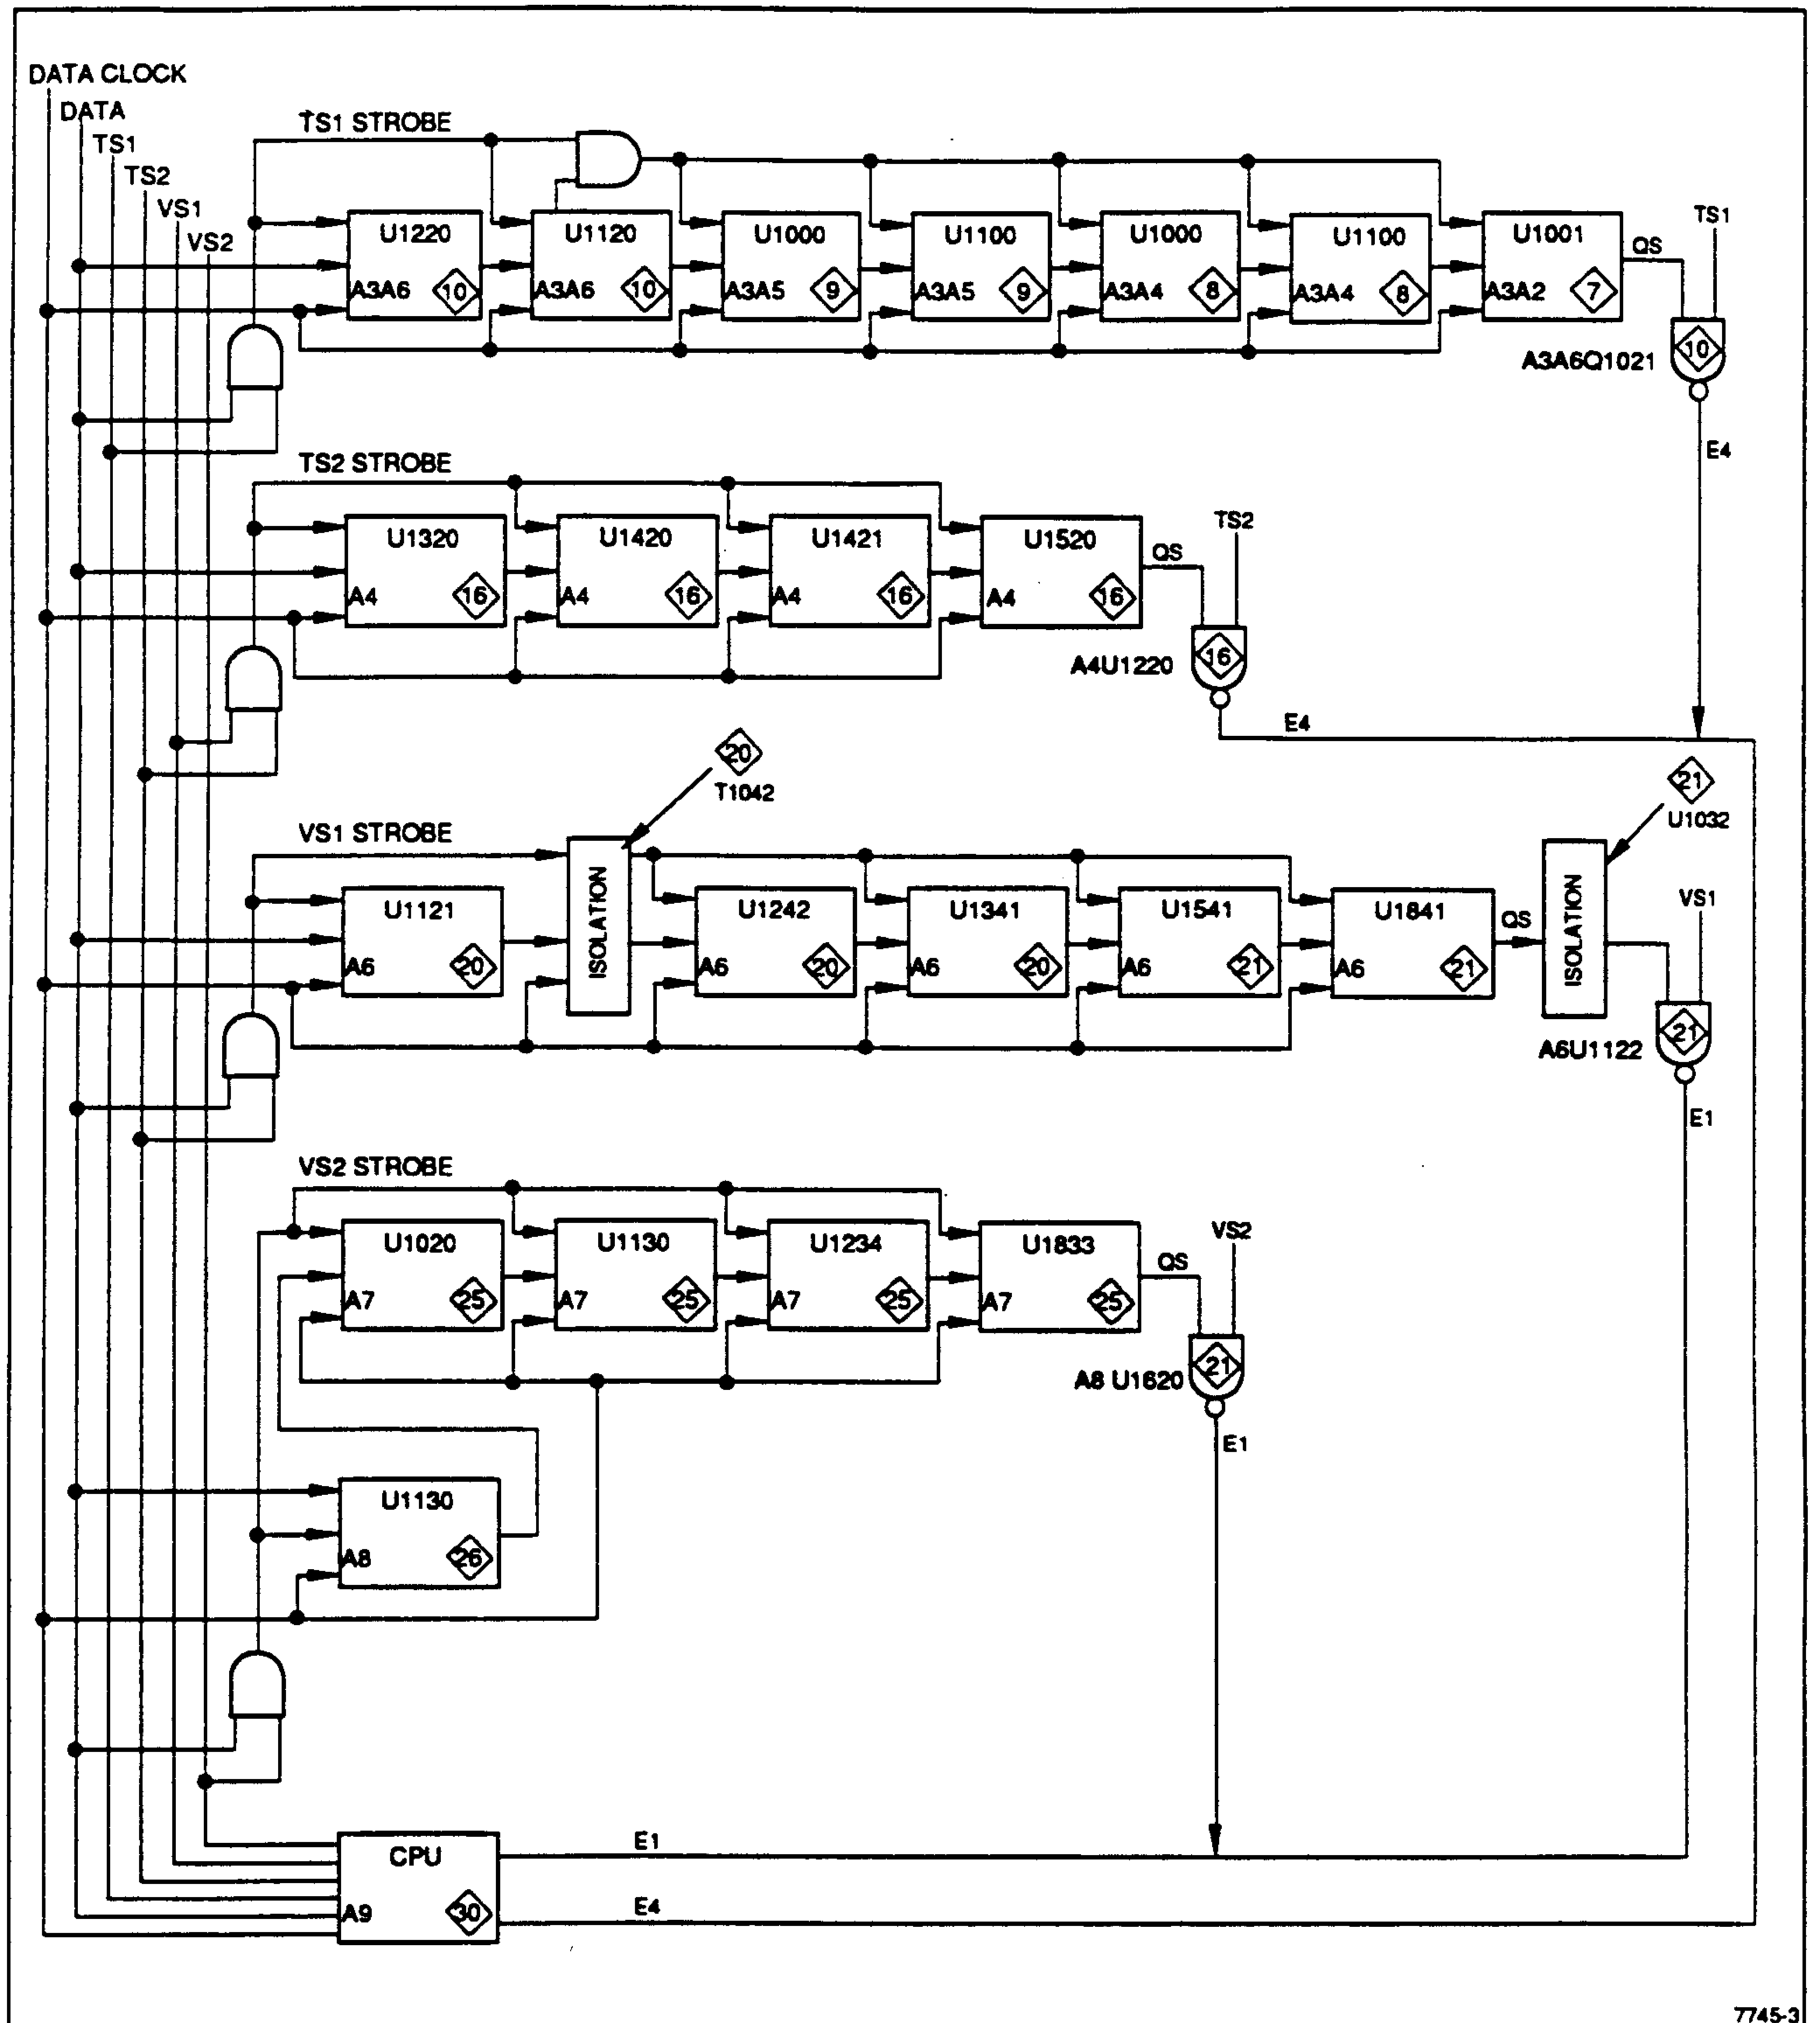 DATA CLOCK
DATA
TS1
TS2
VS1
VS2
TS1 STROBE
U1220
A3A6
10
U1120
A3A6
10
U1000
A3A5
9
U1100
A3A5
9
U1000
A3A4
8
U1100
A3A4
8
U1001
A3A2
7
QS
TS1
A3A6Q1021
10
E4
TS2 STROBE
U1320
A4
16
U1420
A4
16
U1421
A4
16
U1520
A4
16
QS
TS2
A4U1220
16
E4
20
T1042
21
U1032
VS1 STROBE
U1121
A6
20
ISOLATION
U1242
A6
20
U1341
A6
20
U1541
A6
21
U1841
A6
21
QS
ISOLATION
VS1
A6U1122
21
E1
VS2 STROBE
U1020
A7
25
U1130
A7
25
U1234
A7
25
U1833
A7
25
QS
VS2
A8 U1620
21
E1
U1130
A8
26
CPU
A9
30
E1
E4
7745-3